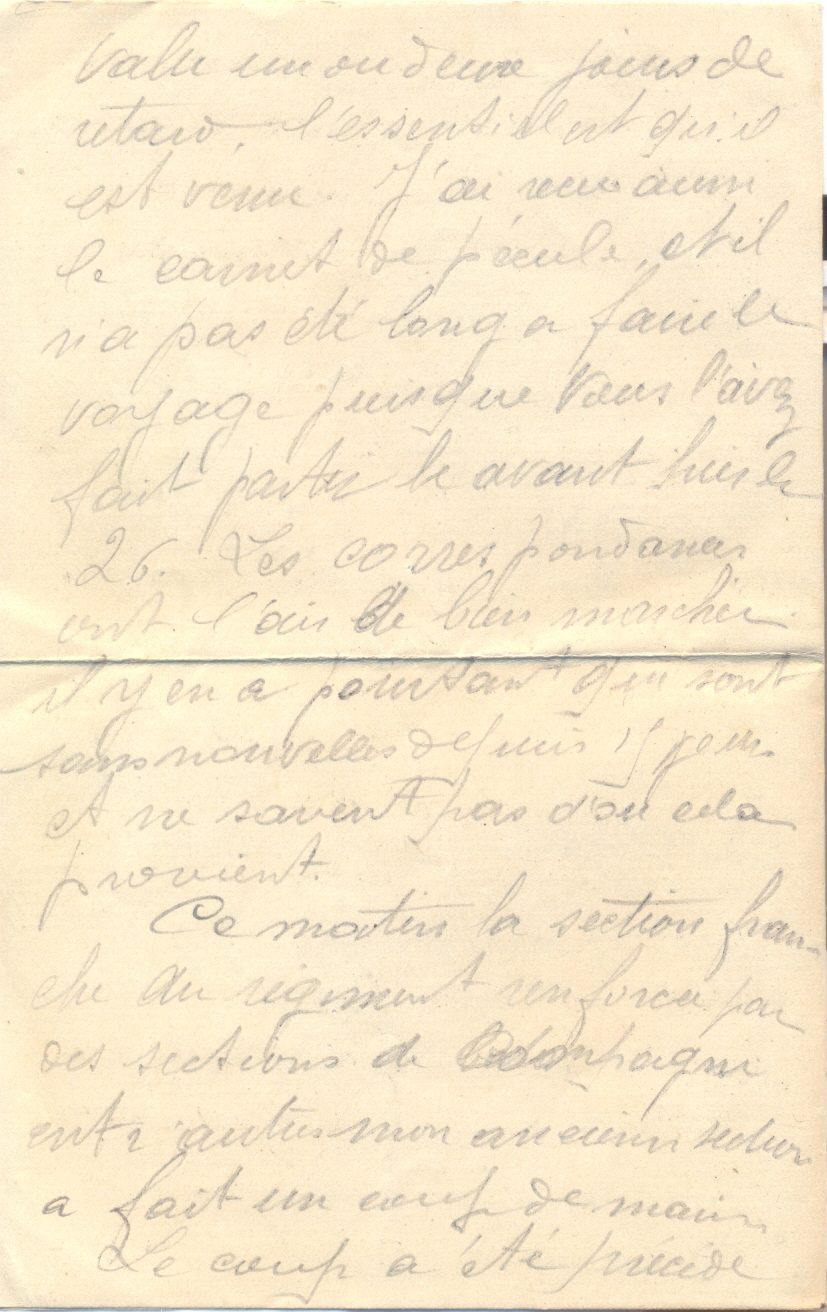 valu un ou deux jours de
retard, l'essentiel est qu'il
est venu. J'ai reçu aussi
le carnet de pécule, et il
n'a pas été long a faire le
voyage puisque vous l'avez
fait partir le avant hier le
26. Les correspondances
ont l'air de bien marcher
il y en a pourtant qui sont
sans nouvelles depuis 15 jours
et ne savent pas d'où cela
provient.
Ce matin la section fran-
che du régiment renforcée par
des sections de Compagnie
entr'autres mon ancienne section
a fait un coup de main.
Le coup a été précédé